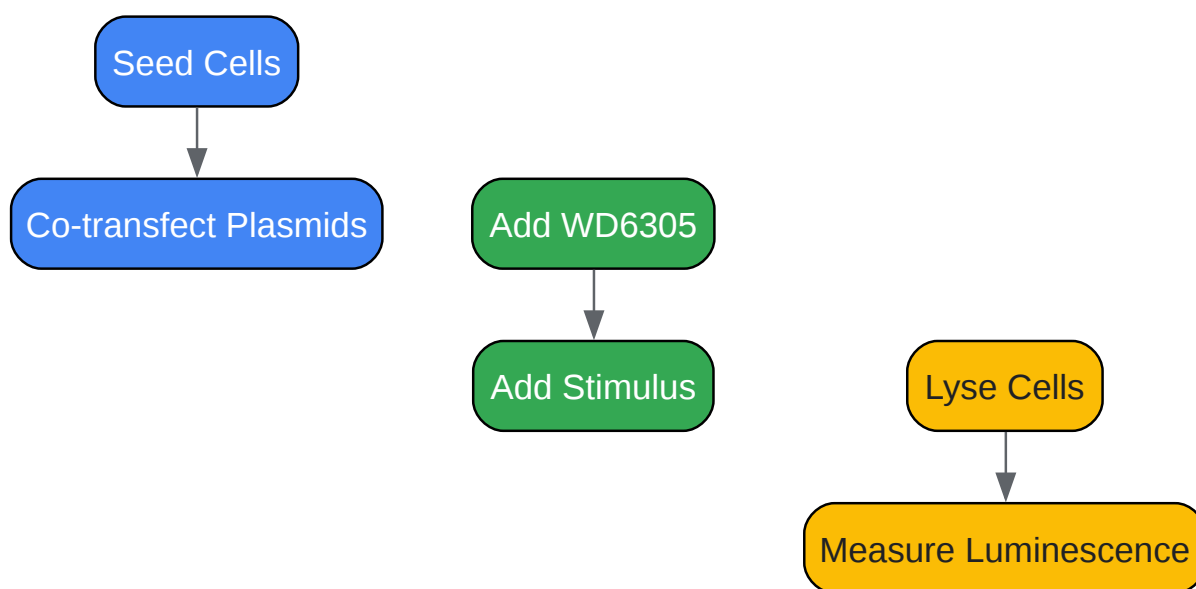 Seed Cells
Co-transfect Plasmids
Add WD6305
Add Stimulus
Lyse Cells
Measure Luminescence